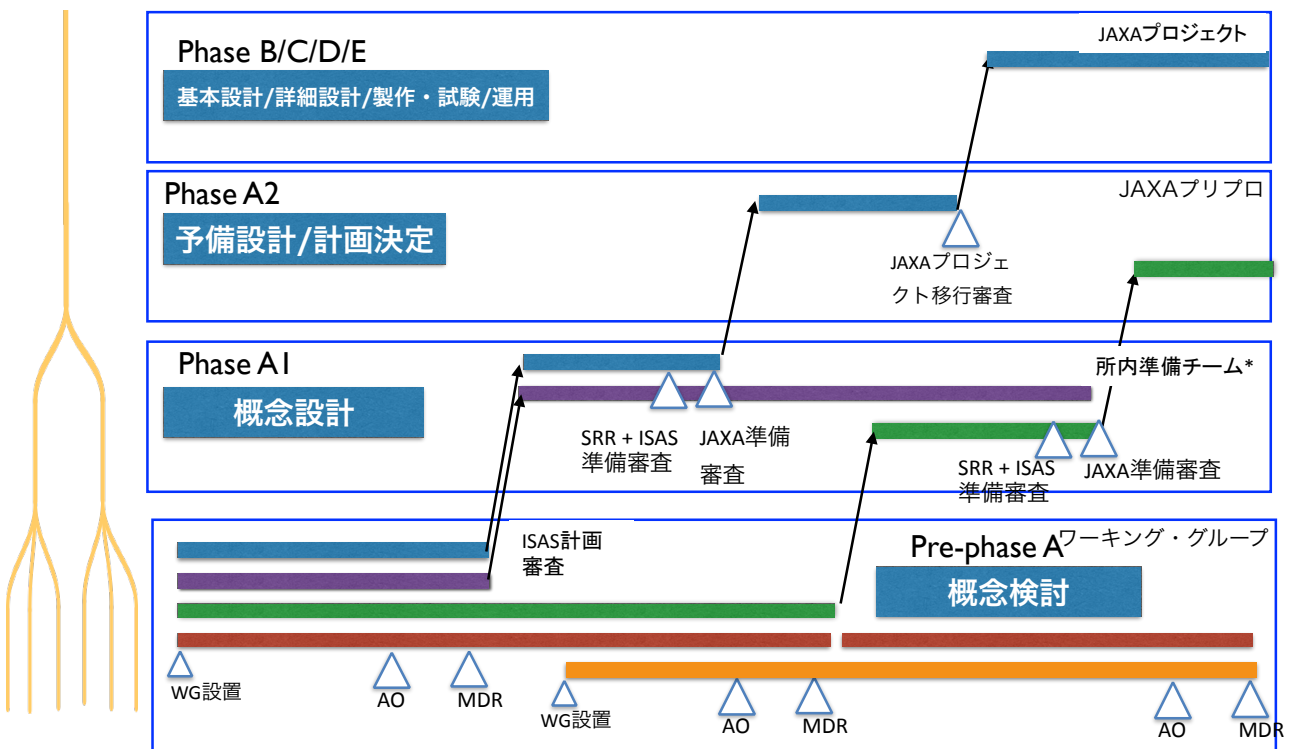 JAXAプロジェクト
Phase B/C/D/E
基本設計/詳細設計/製作・試験/運用
Phase A2
JAXAプリプロ
予備設計/計画決定
JAXAプロジェ
クト移行審査
Phase A1
所内準備チーム*
概念設計
SRR + ISAS
準備審査
JAXA準備
審査
SRR + ISAS
準備審査
JAXA準備審査
ISAS計画
審査
Pre-phase A
ワーキング・グループ
概念検討
WG設置
AO
MDR
WG設置
AO
MDR
AO
MDR